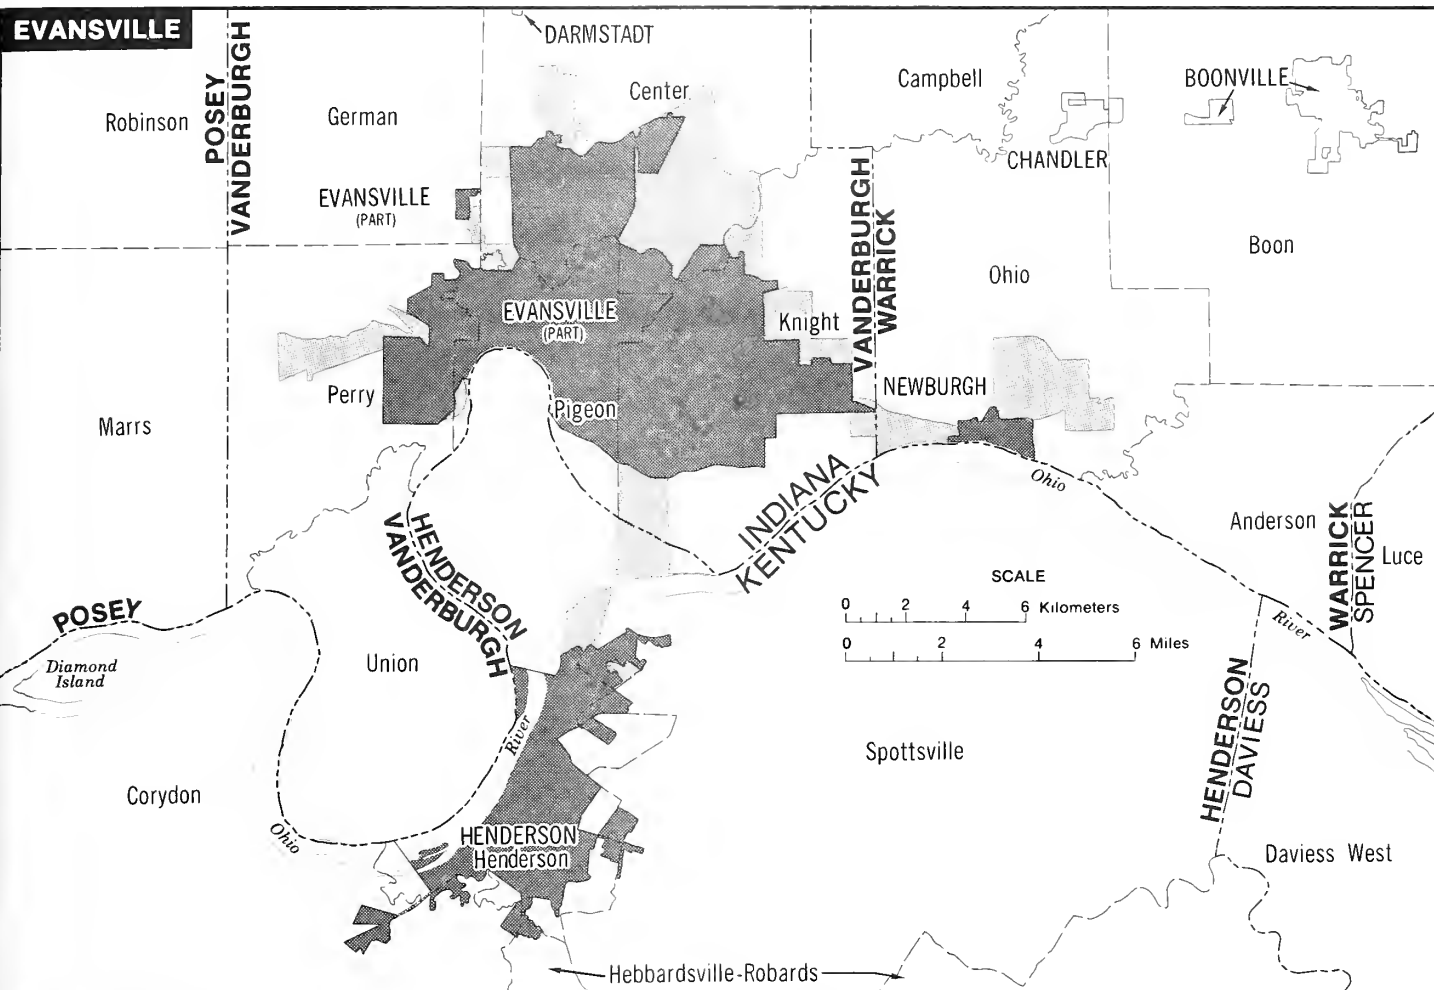 EVANSVILLE
DARMSTADT
POSEY
VANDERBURGH
Robinson
German
Center
Campbell
BOONVILLE
CHANDLER
EVANSVILLE
(PART)
VANDERBURGH
WARRICK
Boon
Ohio
EVANSVILLE
(PART)
Knight
Perry
Pigeon
NEWBURGH
Marrs
INDIANA
KENTUCKY
Ohio
Anderson
WARRICK
SPENCER
Luce
HENDERSON
VANDERBURGH
SCALE
0 2 4 6 Kilometers
0 2 4 6 Miles
POSEY
River
Diamond
Island
Union
River
HENDERSON
DAVIESS
Spottsville
Corydon
Ohio
HENDERSON
Henderson
Daviess West
Hebbardsville-Robards